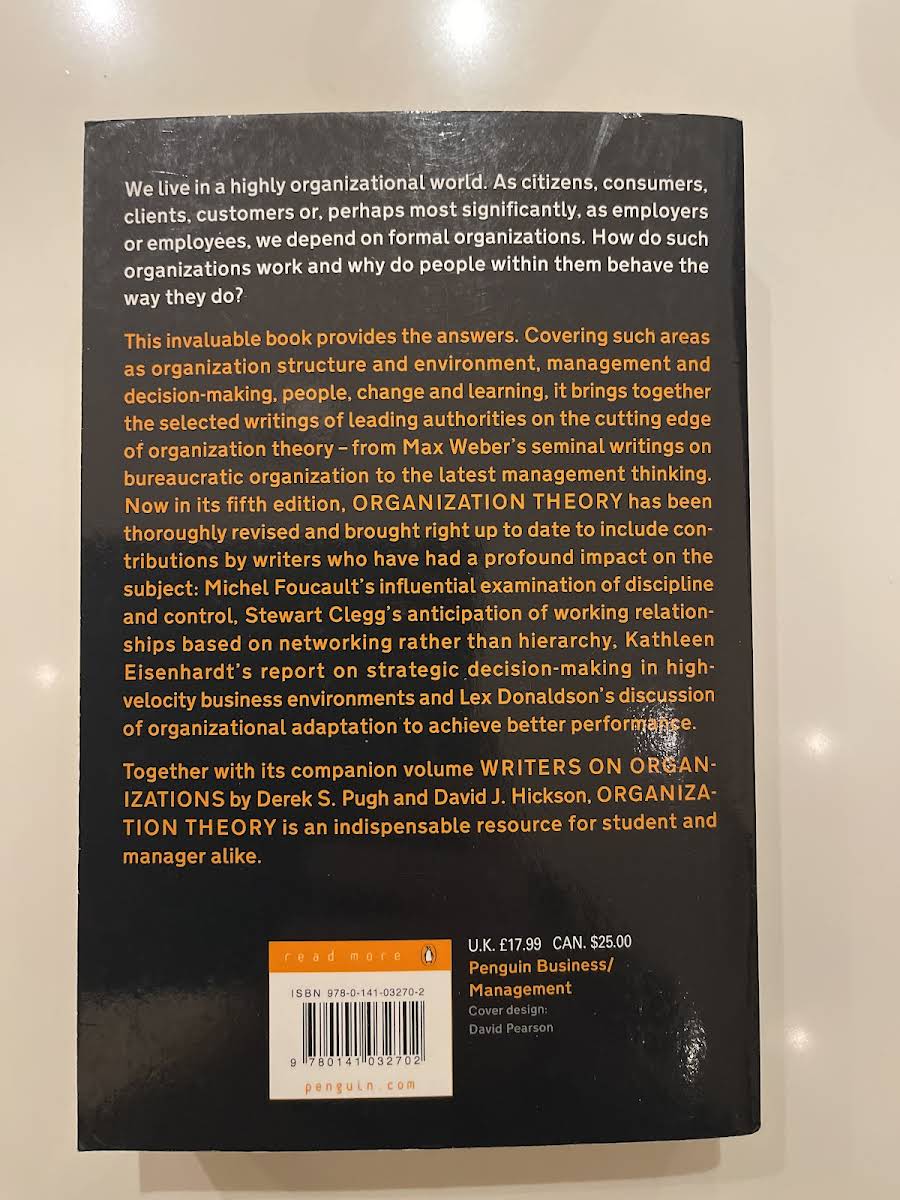 We live in a highly organizational world. As citizens, consumers,
clients, customers or, perhaps most significantly, as employers
or employees, we depend on formal organizations. How do such
organizations work and why do people within them behave the
way they do?
This invaluable book provides the answers. Covering such areas
as organization structure and environment, management and
decision-making, people, change and learning, it brings together
the selected writings of leading authorities on the cutting edge
of organization theory – from Max Weber's seminal writings on
bureaucratic organization to the latest management thinking.
Now in its fifth edition, ORGANIZATION THEORY has been
thoroughly revised and brought right up to date to include con-
tributions by writers who have had a profound impact on the
subject: Michel Foucault's influential examination of discipline
and control, Stewart Clegg's anticipation of working relation-
ships based on networking rather than hierarchy, Kathleen
Eisenhardt's report on strategic decision-making in high-
velocity business environments and Lex Donaldson's discussion
of organizational adaptation to achieve better performance.
Together with its companion volume WRITERS ON ORGAN-
IZATIONS by Derek S. Pugh and David J. Hickson, ORGANIZA-
TION THEORY is an indispensable resource for student and
manager alike.
read more
ISBN 978-0-141-03270-2
9 780141 032702
penguin.com
U.K. £17.99 CAN. $25.00
Penguin Business/
Management
Cover design:
David Pearson